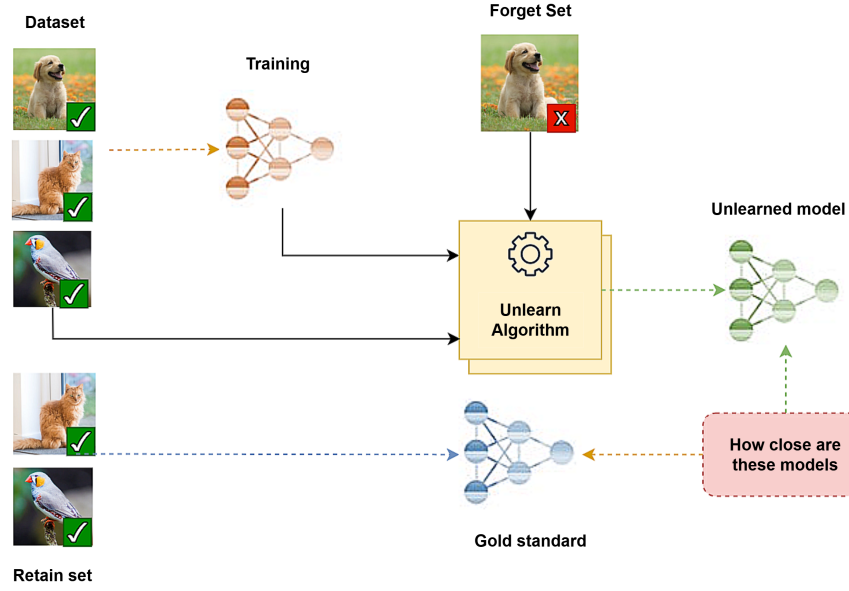 Dataset
Forget Set
Training
X
Unlearned model
Unlearn
Algorithm
How close are
these models
Gold standard
Retain set